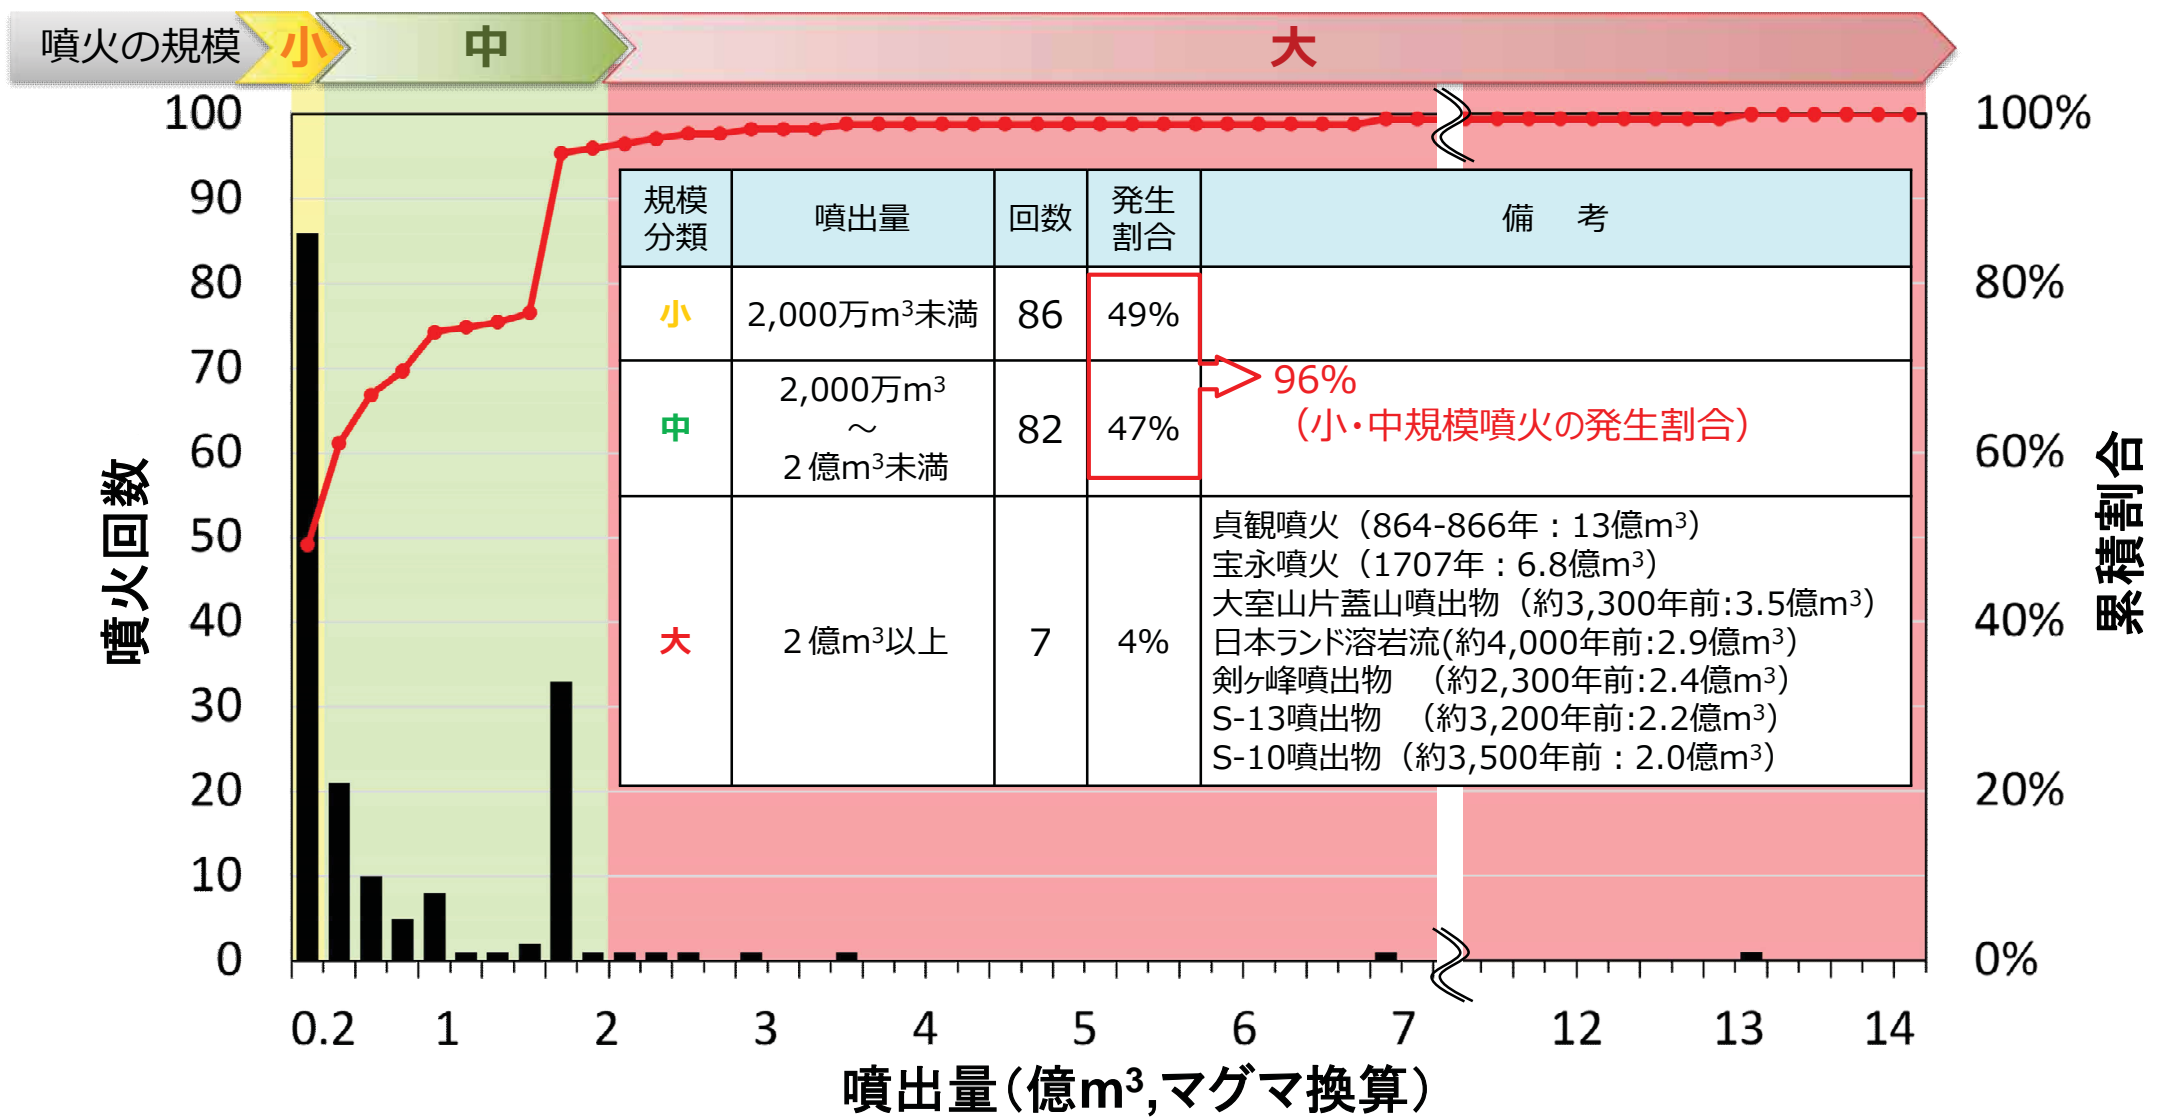 噴火の規模 小 中 大
100
90
80
70
60
50
40
30
20
10
0
噴火回数
100%
80%
60%
40%
20%
0%
累積割合
規模分類 噴出量 回数 発生割合 備 考
小 2,000万m³未満 86 49%
中 2,000万m³～２億m³未満 82 47%
96%
（小・中規模噴火の発生割合）
大 ２億m³以上 7 4%
貞観噴火（864-866年：13億m³）
宝永噴火（1707年：6.8億m³）
大室山片蓋山噴出物（約3,300年前:3.5億m³）
日本ランド溶岩流(約4,000年前:2.9億m³）
剣ヶ峰噴出物 （約2,300年前:2.4億m³）
S-13噴出物 （約3,200年前:2.2億m³）
S-10噴出物（約3,500年前：2.0億m³）
0.2 1 2 3 4 5 6 7 12 13 14
噴出量（億m³,マグマ換算）